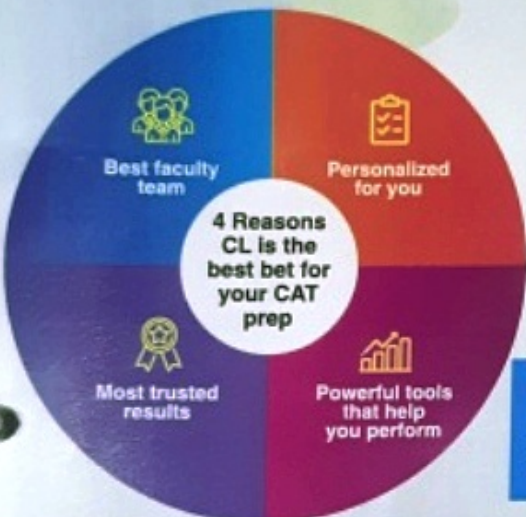 Best faculty
team
Personalized
for you
4 Reasons
CL is the
best bet for
your CAT
prep
Most trusted
results
Powerful tools
that help
you perform